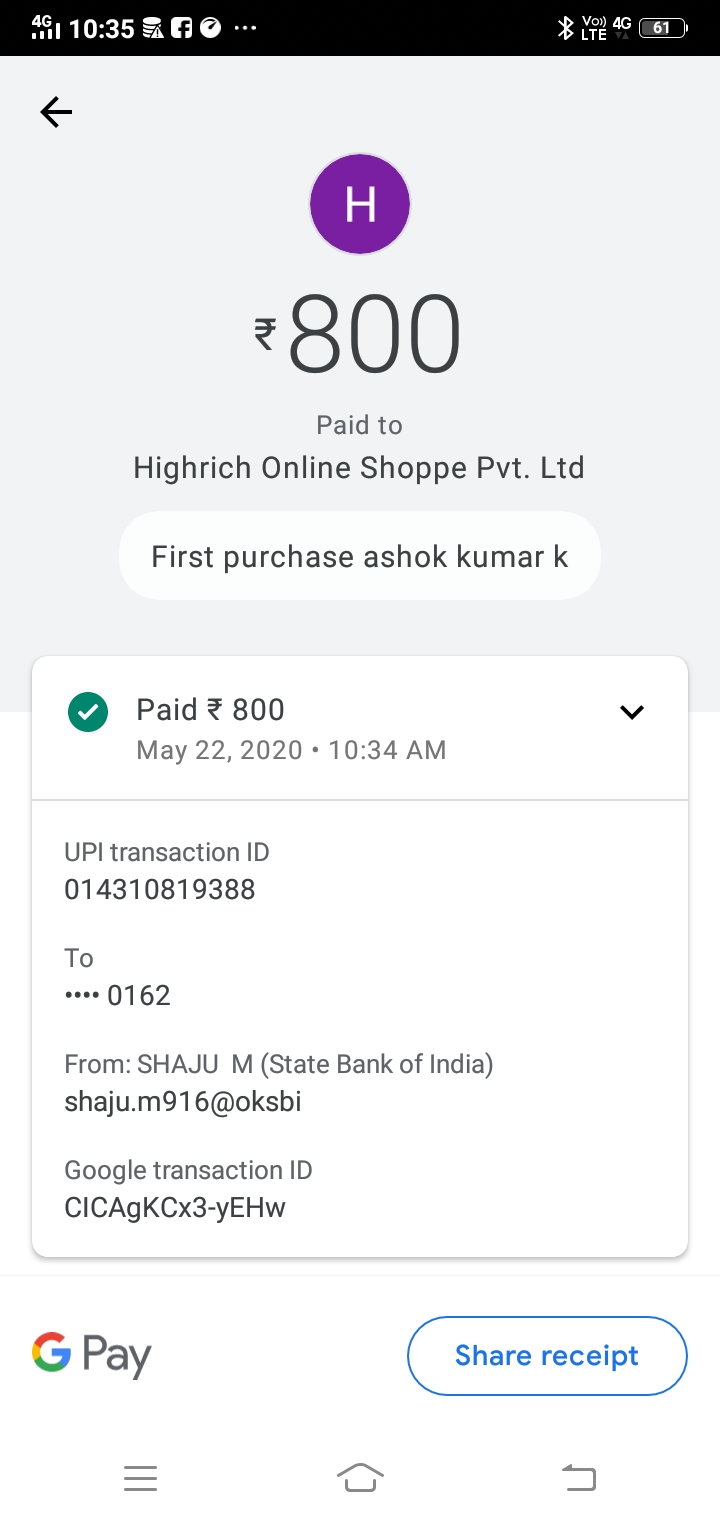 4G 10:35 Vo)) LTE 4G 61
H
₹800
Paid to
Highrich Online Shoppe Pvt. Ltd
First purchase ashok kumar k
Paid ₹ 800
May 22, 2020 • 10:34 AM
UPI transaction ID
014310819388
To
•••• 0162
From: SHAJU  M (State Bank of India)
shaju.m916@oksbi
Google transaction ID
CICAgKCx3-yEHw
G Pay
Share receipt